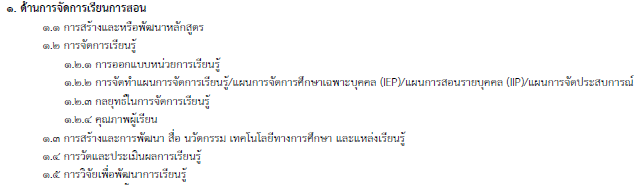 ๑. ด้านการจัดการเรียนการสอน
๑.๑ การสร้างและหรือพัฒนาหลักสูตร
๑.๒ การจัดการเรียนรู้
๑.๒.๑ การออกแบบหน่วยการเรียนรู้
๑.๒.๒ การจัดทำแผนการจัดการเรียนรู้/แผนการจัดการศึกษาเฉพาะบุคคล (IEP)/แผนการสอนรายบุคคล (IIP)/แผนการจัดประสบการณ์
๑.๒.๓ กลยุทธ์ในการจัดการเรียนรู้
๑.๒.๔ คุณภาพผู้เรียน
๑.๓ การสร้างและการพัฒนา สื่อ นวัตกรรม เทคโนโลยีทางการศึกษา และแหล่งเรียนรู้
๑.๔ การวัดและประเมินผลการเรียนรู้
๑.๕ การวิจัยเพื่อพัฒนาการเรียนรู้